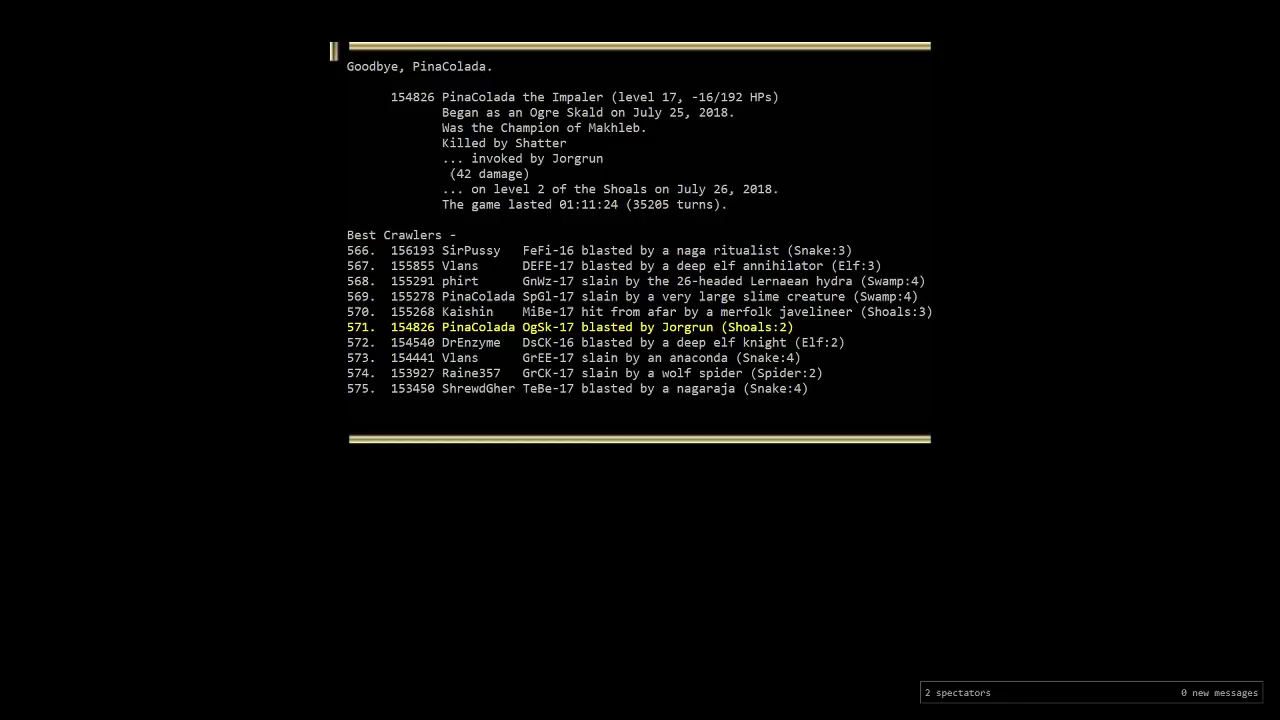 Goodbye, PinaColada.
154826 PinaColada the Impaler (level 17, -16/192 HPs)
Began as an Ogre Skald on July 25, 2018.
Was the Champion of Makhleb.
Killed by Shatter
... invoked by Jorgrun
(42 damage)
... on level 2 of the Shoals on July 26, 2018.
The game lasted 01:11:24 (35205 turns).
Best Crawlers -
566. 156193 SirPussy FeFi-16 blasted by a naga ritualist (Snake:3)
567. 155855 Vlans DEFE-17 blasted by a deep elf annihilator (Elf:3)
568. 155291 phirt GnWz-17 slain by the 26-headed Lernaean hydra (Swamp:4)
569. 155278 PinaColada SpGl-17 slain by a very large slime creature (Swamp:4)
570. 155268 Kaishin MiBe-17 hit from afar by a merfolk javelineer (Shoals:3)
571. 154826 PinaColada OgSk-17 blasted by Jorgrun (Shoals:2)
572. 154540 DrEnzyme DsCK-16 blasted by a deep elf knight (Elf:2)
573. 154441 Vlans GrEE-17 slain by an anaconda (Snake:4)
574. 153927 Raine357 GrCK-17 slain by a wolf spider (Spider:2)
575. 153450 ShrewdGher TeBe-17 blasted by a nagaraja (Snake:4)
2 spectators 0 new messages